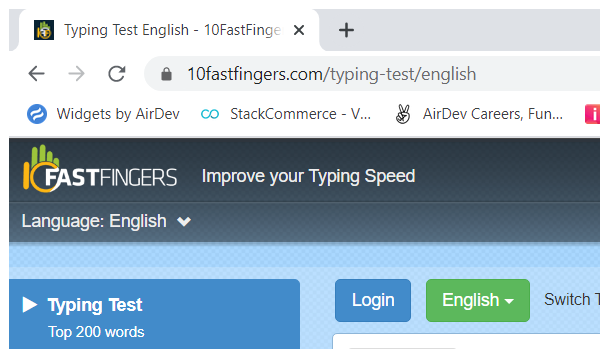 Typing Test English - 10FastFinge
10fastfingers.com/typing-test/english
Widgets by AirDev StackCommerce - V... AirDev Careers, Fun...
10FASTFINGERS Improve your Typing Speed
Language: English
Typing Test
Top 200 words
Login English Switch T